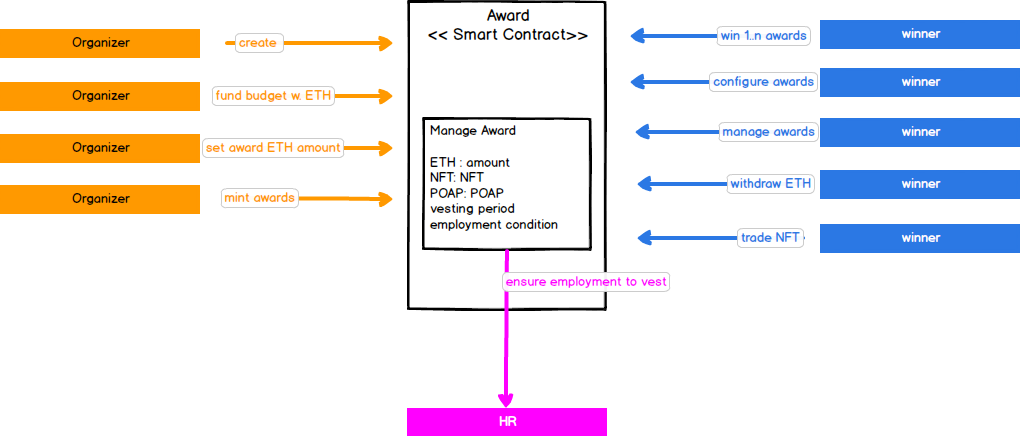 Award
<< Smart Contract>>
Organizer
create
Organizer
fund budget w. ETH
Organizer
set award ETH amount
Organizer
mint awards
Manage Award
ETH : amount
NFT: NFT
POAP: POAP
vesting period
employment condition
ensure employment to vest
HR
win 1..n awards
winner
configure awards
winner
manage awards
winner
withdraw ETH
winner
trade NFT
winner